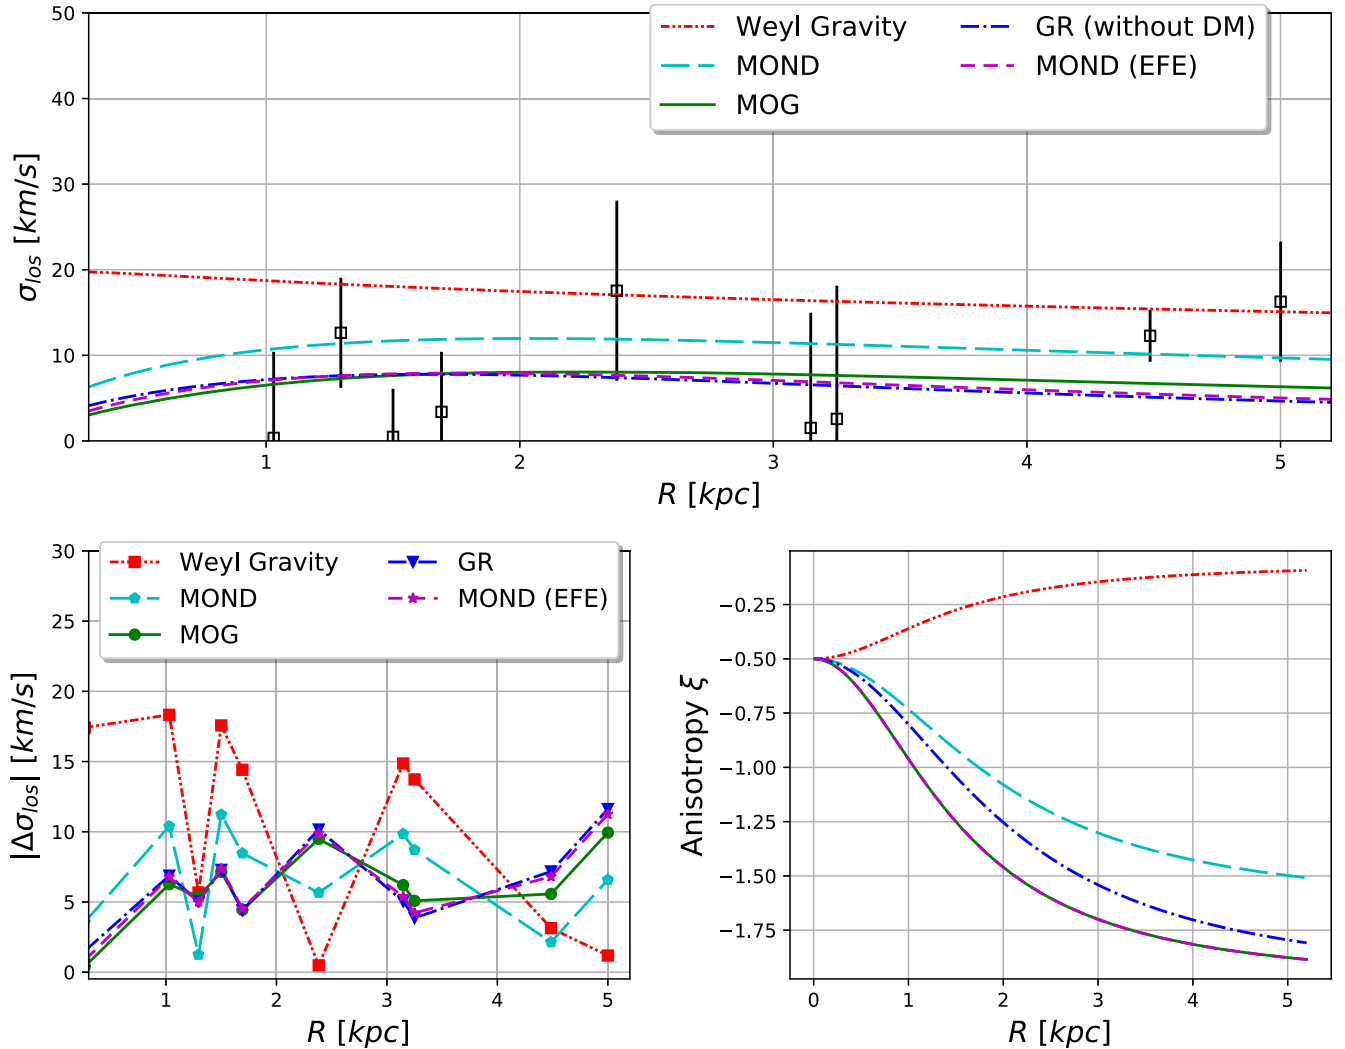 50
40
30
20
10
0
σlos [km/s]
Weyl Gravity
MOND
MOG
GR (without DM)
MOND (EFE)
1
2
3
4
5
R [kpc]
30
25
20
15
10
5
0
|Δσlos| [km/s]
Weyl Gravity
MOND
MOG
GR
MOND (EFE)
1
2
3
4
5
R [kpc]
−0.25
−0.50
−0.75
−1.00
−1.25
−1.50
−1.75
Anisotropy ξ
0
1
2
3
4
5
R [kpc]